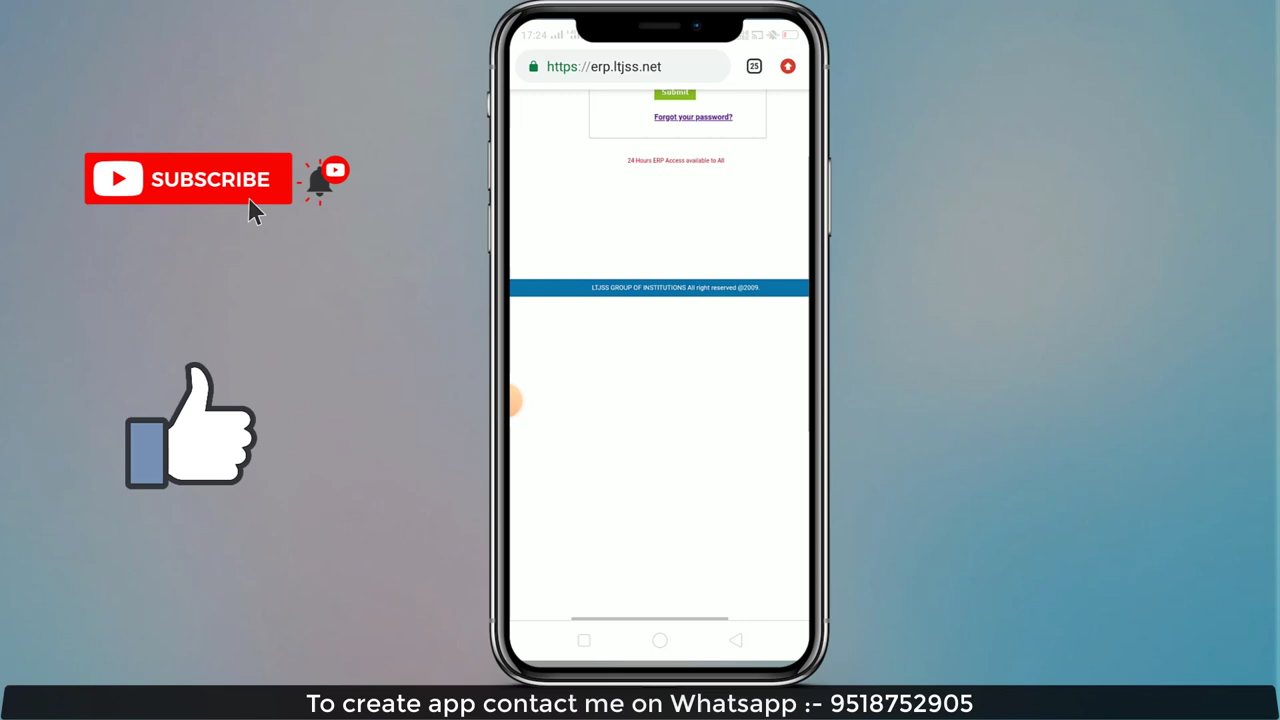 17:24
https://erp.ltjss.net
25
Submit
Forgot your password?
24 Hours ERP Access available to All
SUBSCRIBE
LTJSS GROUP OF INSTITUTIONS All right reserved @2009.
To create app contact me on Whatsapp :- 9518752905